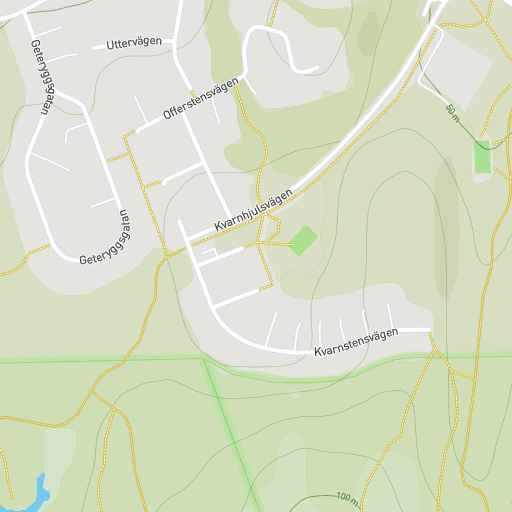 Geteryggsgatan
Uttervägen
Offerstensvägen
50 m
Kvarnhjulsvägen
Geteryggsgatan
Kvarnstensvägen
100 m